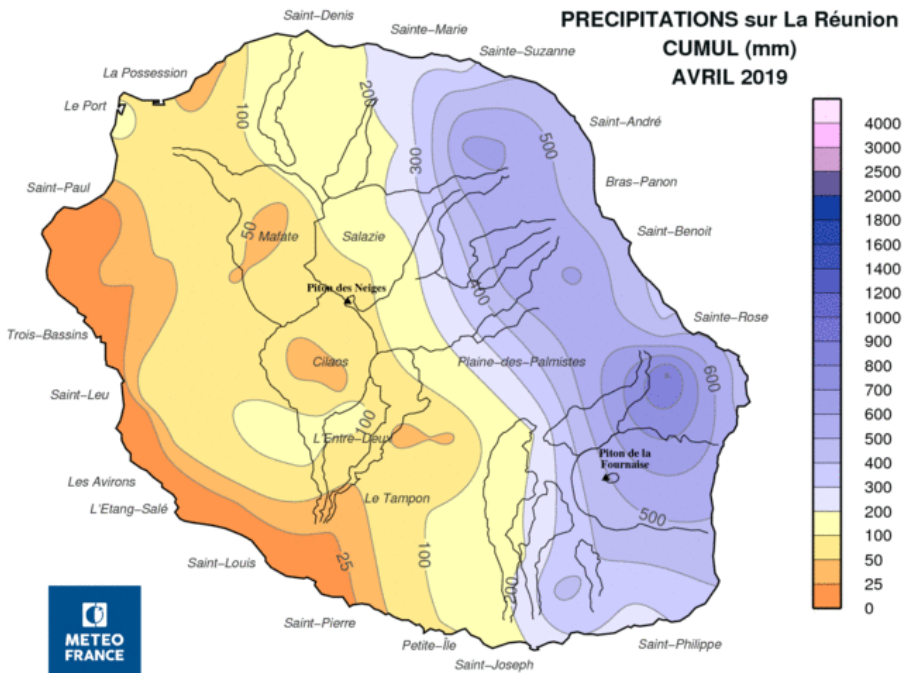 PRECIPITATIONS sur La Réunion
CUMUL (mm)
AVRIL 2019
Saint-Denis
Sainte-Marie
Sainte-Suzanne
La Possession
Le Port
Saint-André
Saint-Paul
Bras-Panon
Mafate
Salazie
Saint-Benoit
Piton des Neiges
Sainte-Rose
Trois-Bassins
Cilaos
Plaine-des-Palmistes
Saint-Leu
L'Entre-Deux
Piton de la
Fournaise
Les Avirons
Le Tampon
L'Etang-Salé
Saint-Louis
Saint-Pierre
Petite-Île
Saint-Joseph
Saint-Philippe
100
200
300
500
50
400
600
100
500
25
100
200
4000
3000
2500
2000
1800
1600
1400
1200
1000
900
800
700
600
500
400
300
200
100
50
25
0
METEO
FRANCE